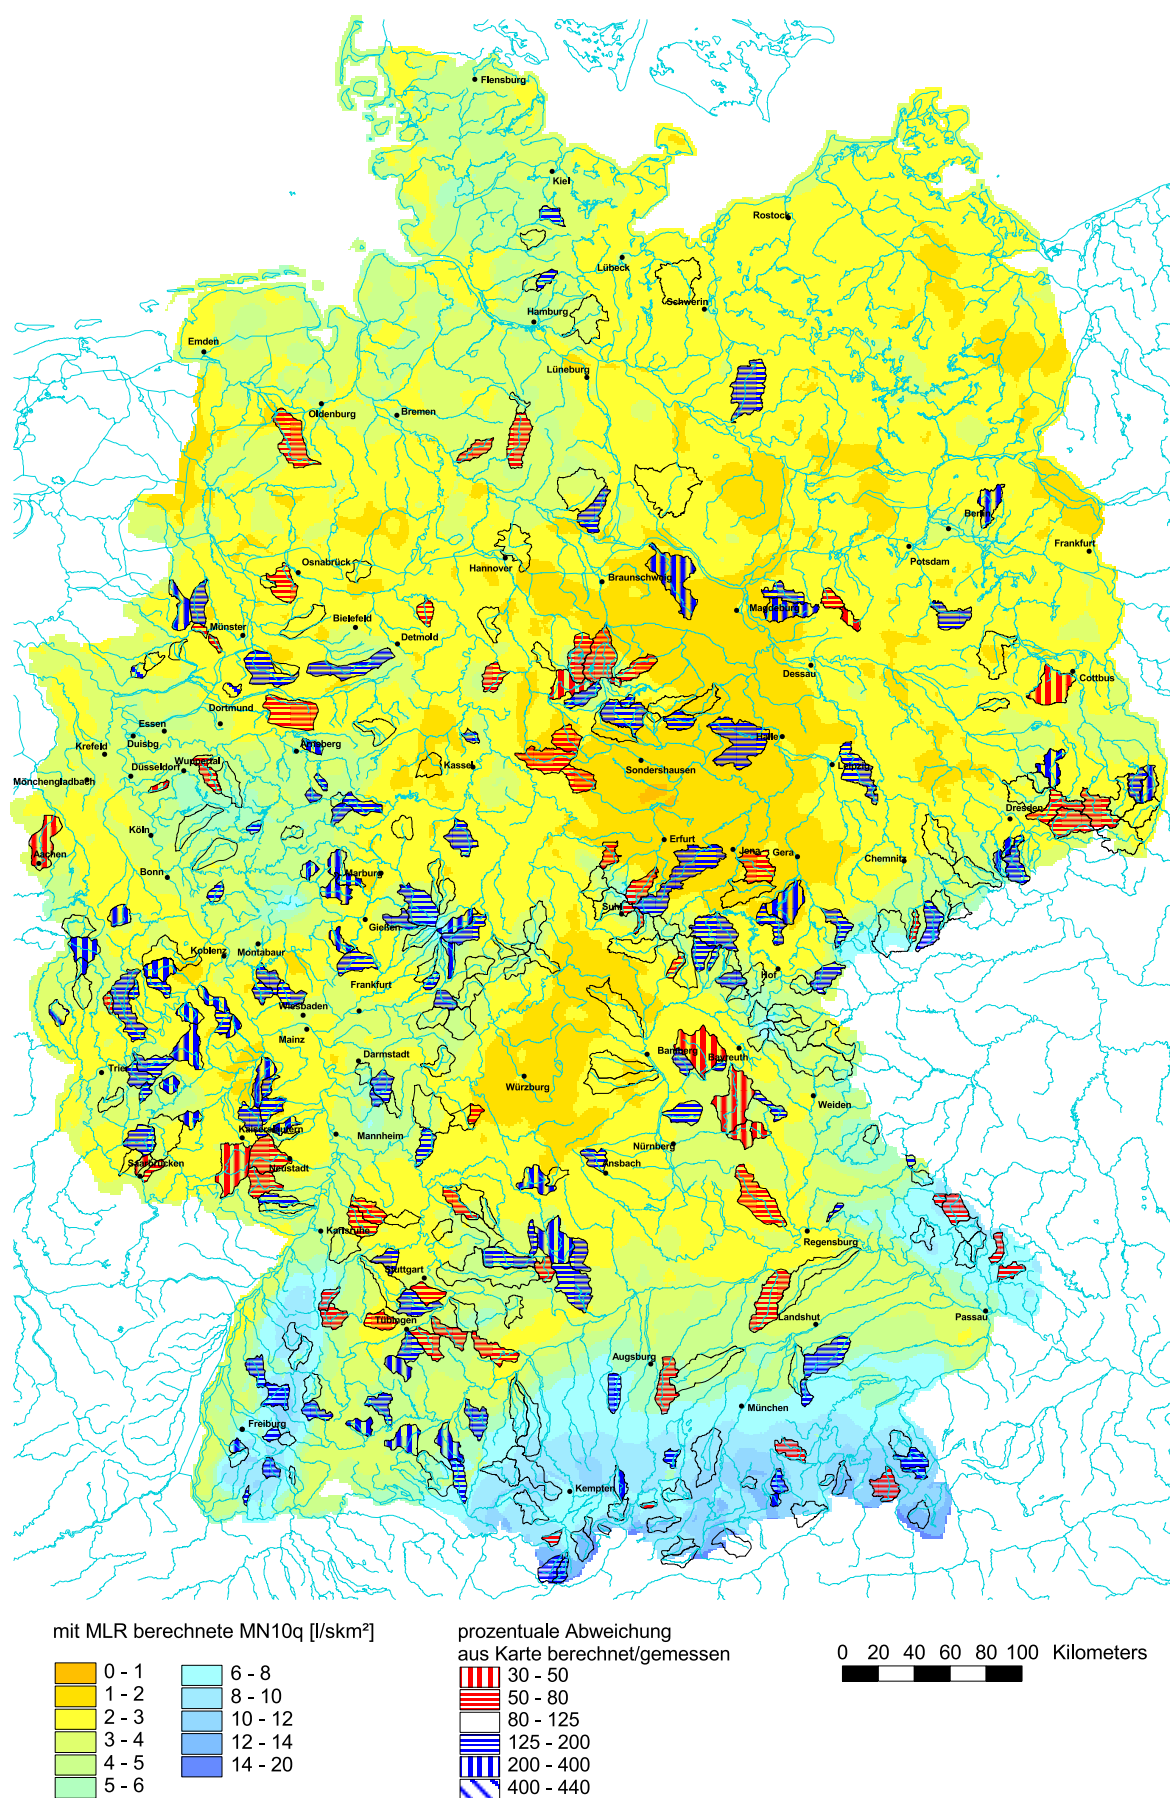 Flensburg
Kiel
Rostock
Lübeck
Schwerin
Hamburg
Emden
Lüneburg
Oldenburg
Bremen
Berlin
Frankfurt
Potsdam
Hannover
Osnabrück
Braunschweig
Magdeburg
Münster
Bielefeld
Detmold
Dessau
Cottbus
Dortmund
Essen
Duisbg
Halle
Krefeld
Arnsberg
Wuppertal
Düsseldorf
Kassel
Sondershausen
Leipzig
Mönchengladbach
Dresden
Köln
Erfurt
Jena
Gera
Aachen
Chemnitz
Bonn
Marburg
Suhl
Gießen
Koblenz
Montabaur
Hof
Frankfurt
Wiesbaden
Mainz
Darmstadt
Bamberg
Bayreuth
Trier
Würzburg
Weiden
Kaiserslautern
Mannheim
Nürnberg
Saarbrücken
Neustadt
Ansbach
Karlsruhe
Regensburg
Stuttgart
Tübingen
Landshut
Passau
Augsburg
München
Freiburg
Kempten
mit MLR berechnete MN10q [l/skm²]
0 - 1
1 - 2
2 - 3
3 - 4
4 - 5
5 - 6
6 - 8
8 - 10
10 - 12
12 - 14
14 - 20
prozentuale Abweichung
aus Karte berechnet/gemessen
30 - 50
50 - 80
80 - 125
125 - 200
200 - 400
400 - 440
0 20 40 60 80 100 Kilometers